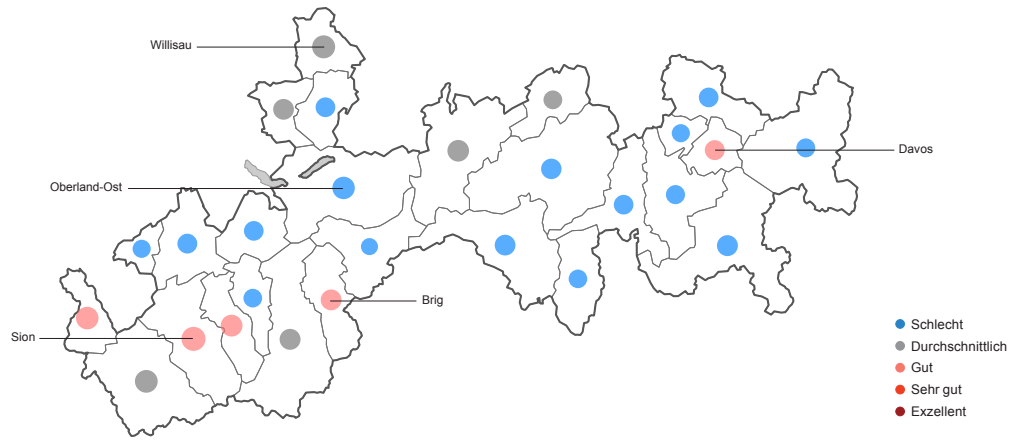 Willisau
Davos
Oberland-Ost
Brig
Sion
Schlecht
Durchschnittlich
Gut
Sehr gut
Exzellent